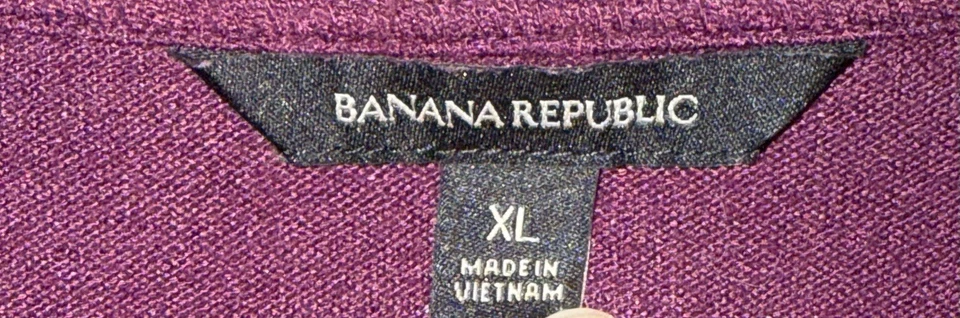 BANANA REPUBLIC
XL
MADE IN
VIETNAM